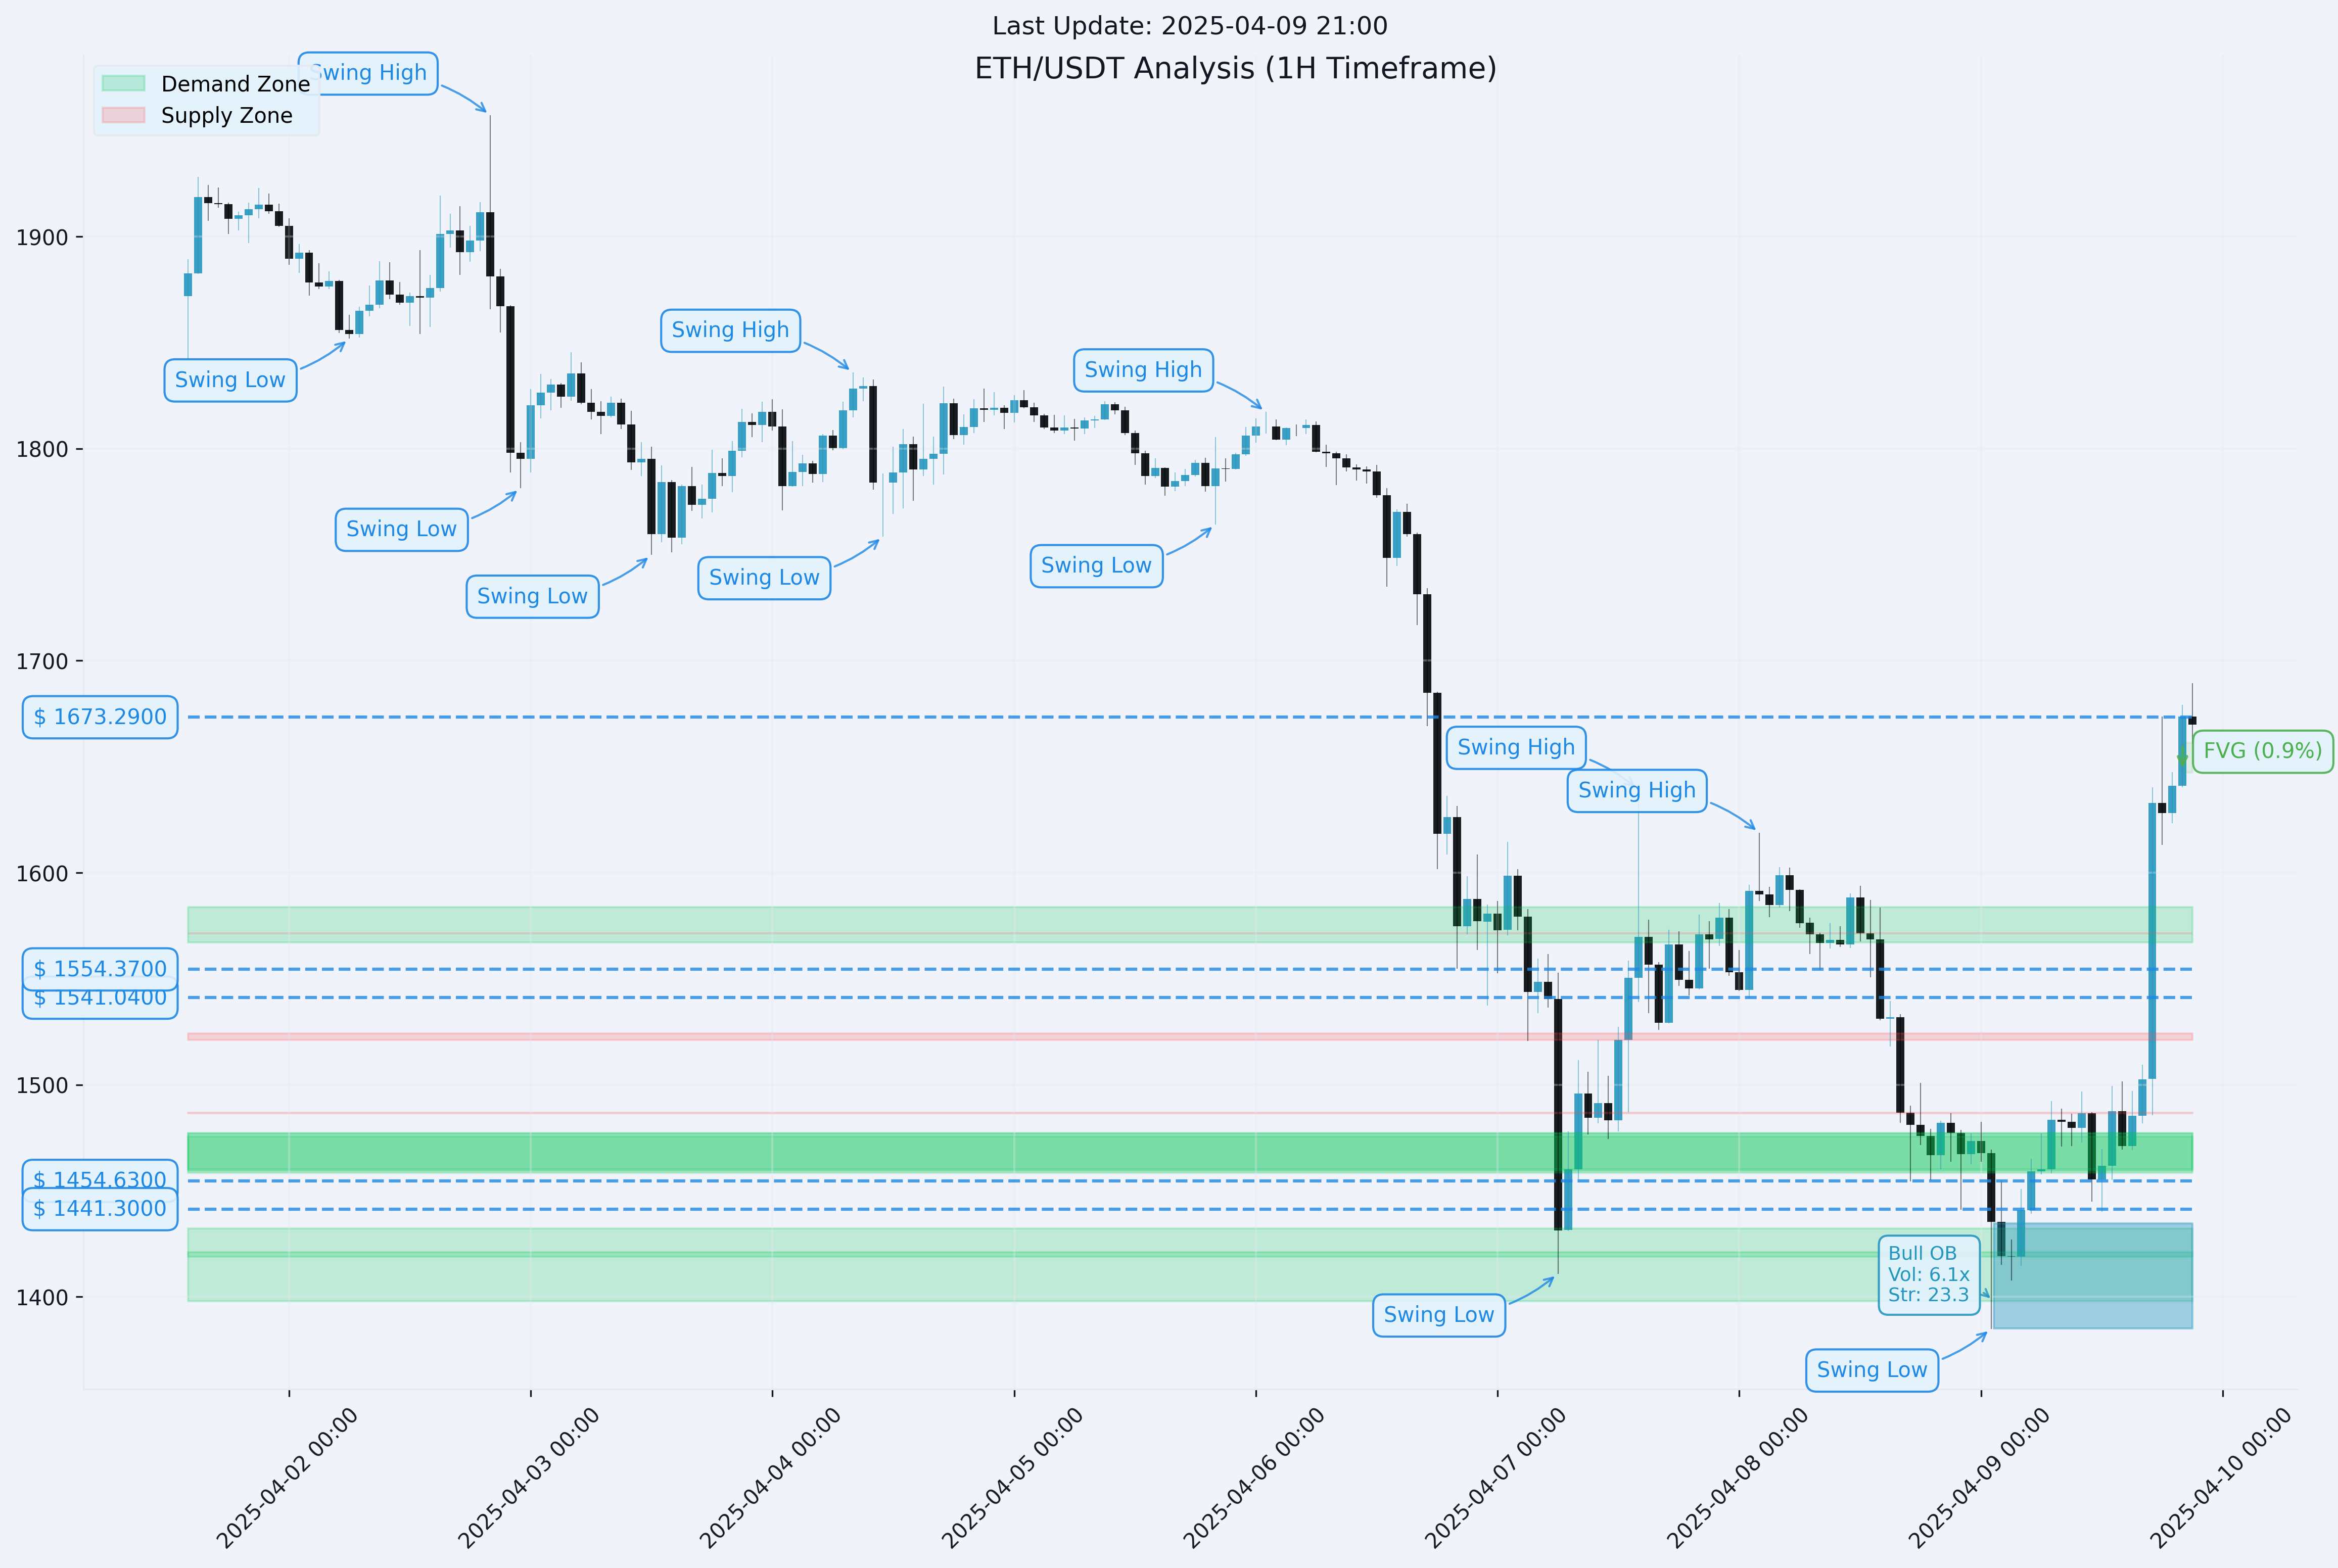 Last Update: 2025-04-09 21:00
ETH/USDT Analysis (1H Timeframe)
Demand Zone
Supply Zone
Swing High
Swing Low
Swing Low
Swing Low
Swing High
Swing Low
Swing High
Swing Low
Swing High
Swing High
Swing Low
Swing Low
FVG (0.9%)
Bull OB
Vol: 6.1x
Str: 23.3
1900
1800
1700
1600
1500
1400
$ 1673.2900
$ 1554.3700
$ 1541.0400
$ 1454.6300
$ 1441.3000
2025-04-02 00:00
2025-04-03 00:00
2025-04-04 00:00
2025-04-05 00:00
2025-04-06 00:00
2025-04-07 00:00
2025-04-08 00:00
2025-04-09 00:00
2025-04-10 00:00